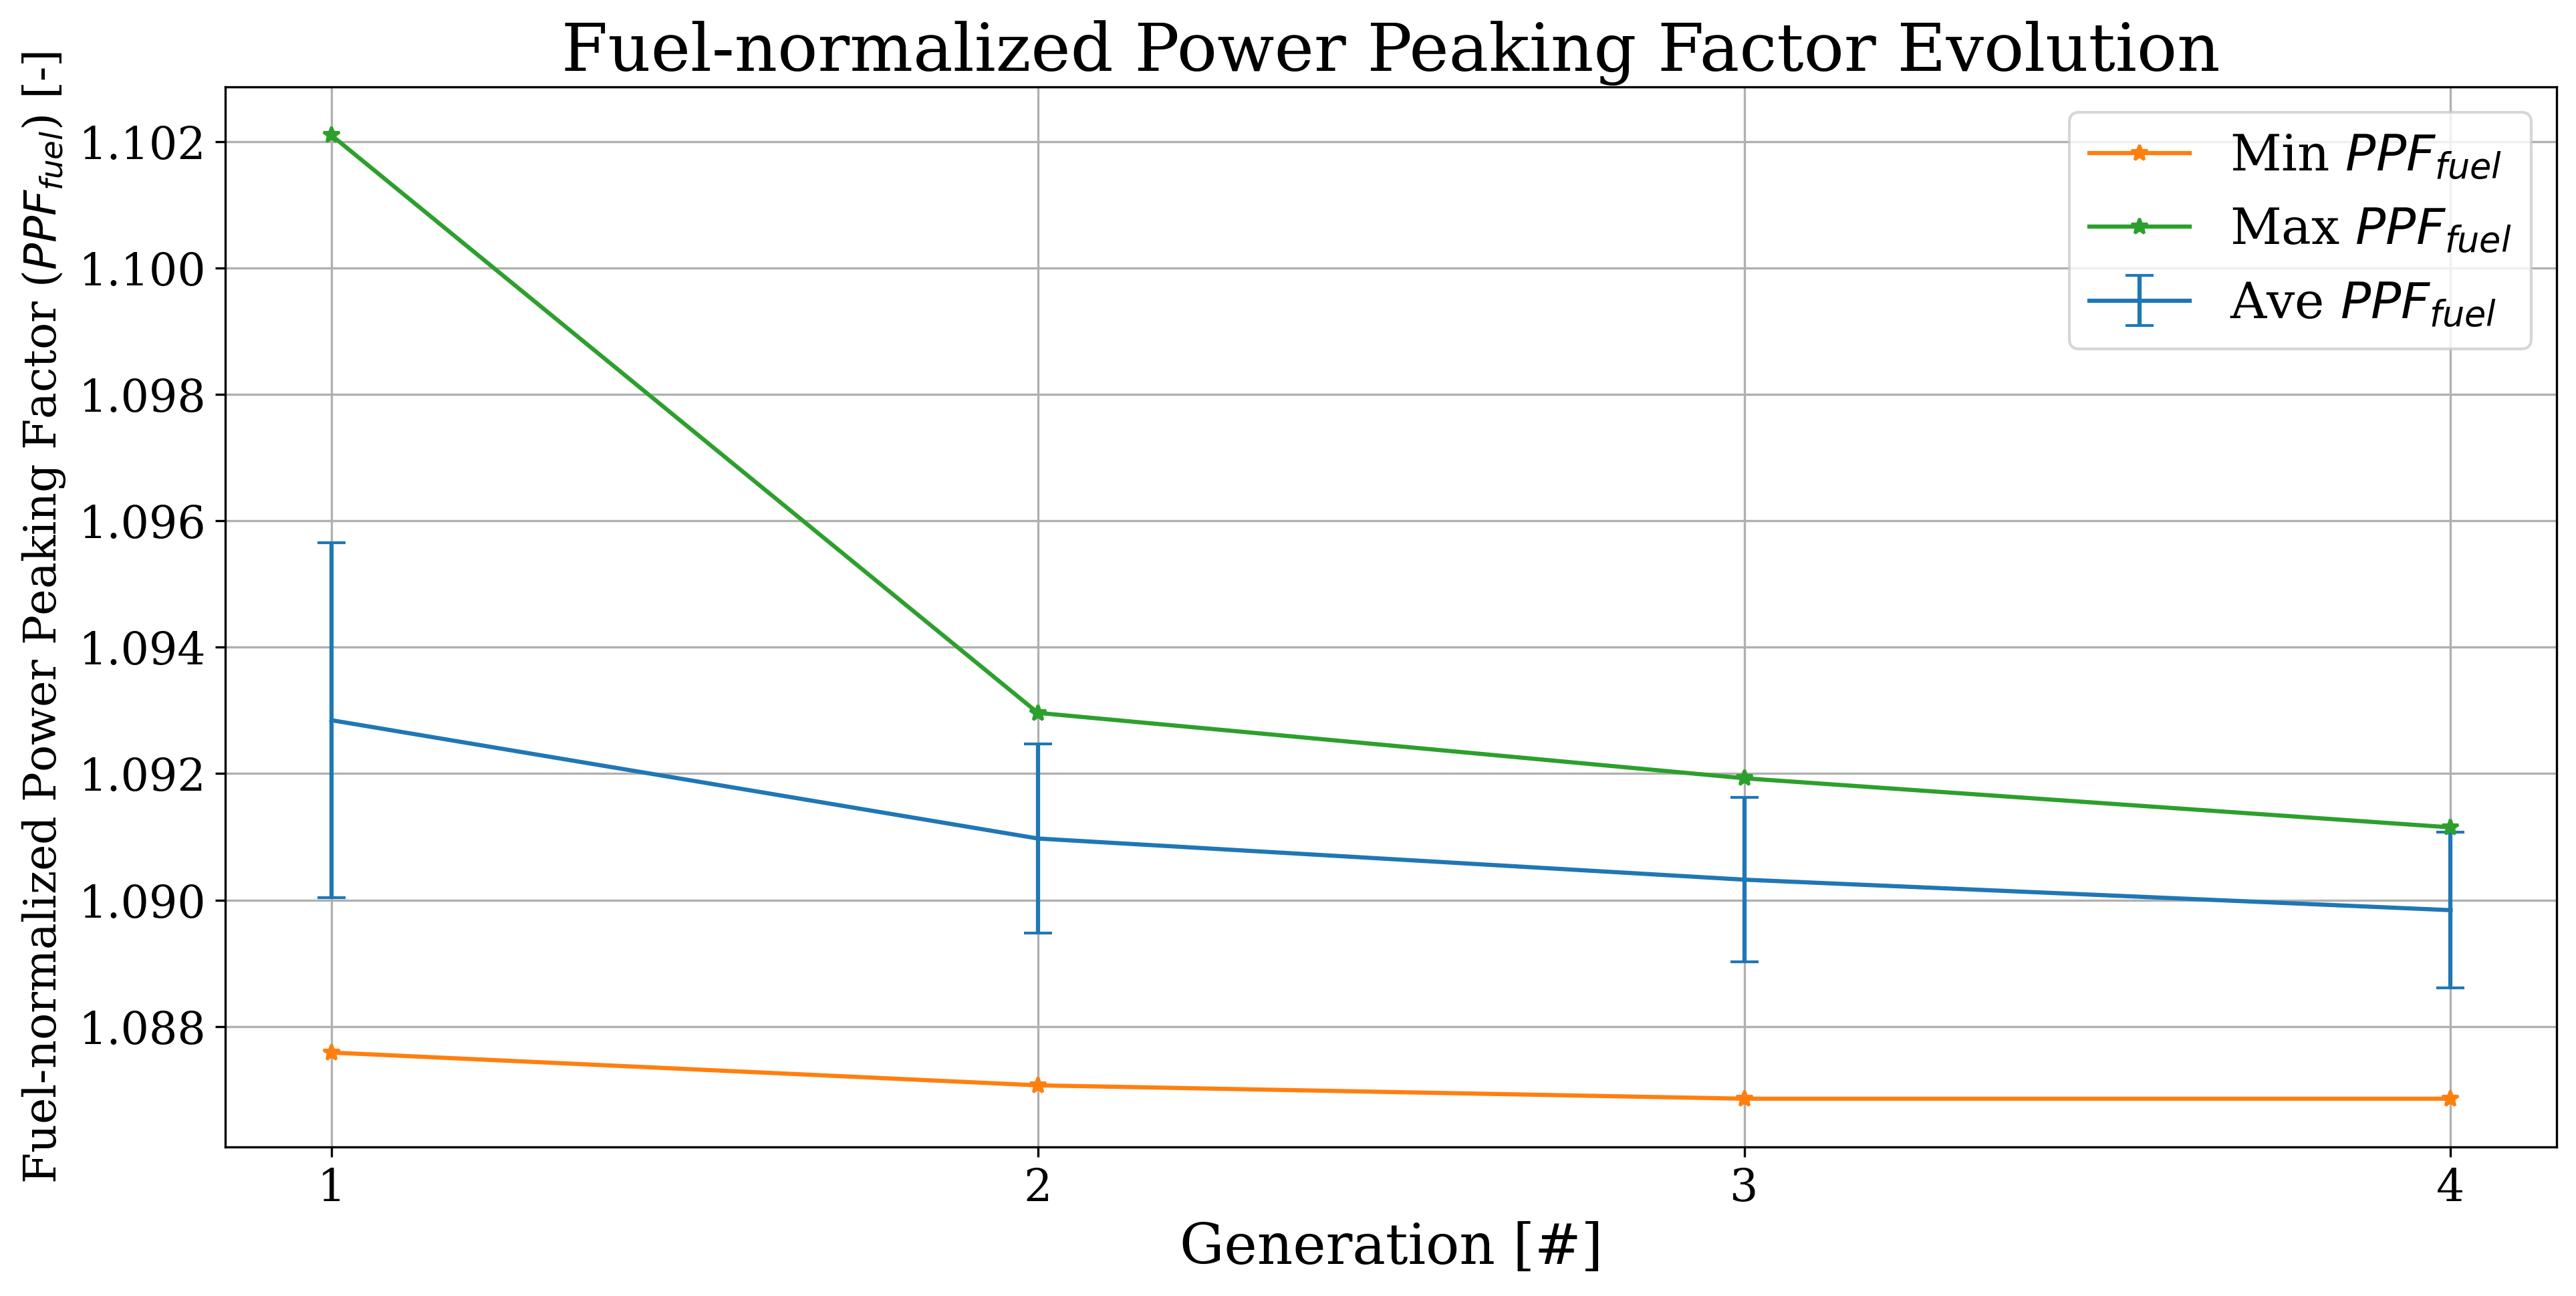 Fuel-normalized Power Peaking Factor Evolution
Fuel-normalized Power Peaking Factor (PPF_fuel) [-]
1.102
1.100
1.098
1.096
1.094
1.092
1.090
1.088
Min PPF_fuel
Max PPF_fuel
Ave PPF_fuel
1 2 3 4
Generation [#]